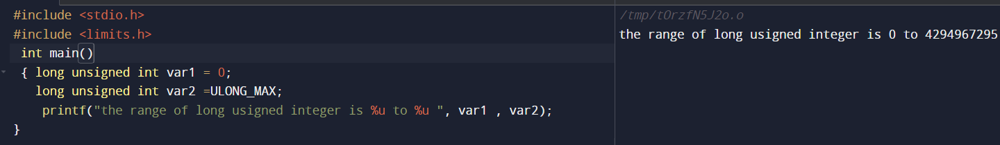 #include <stdio.h>
#include <limits.h>
int main()
{ long unsigned int var1 = 0;
long unsigned int var2 =ULONG_MAX;
printf("the range of long usigned integer is %u to %u ", var1 , var2);
}
/tmp/tOrzfN5J2o.o
the range of long usigned integer is 0 to 4294967295